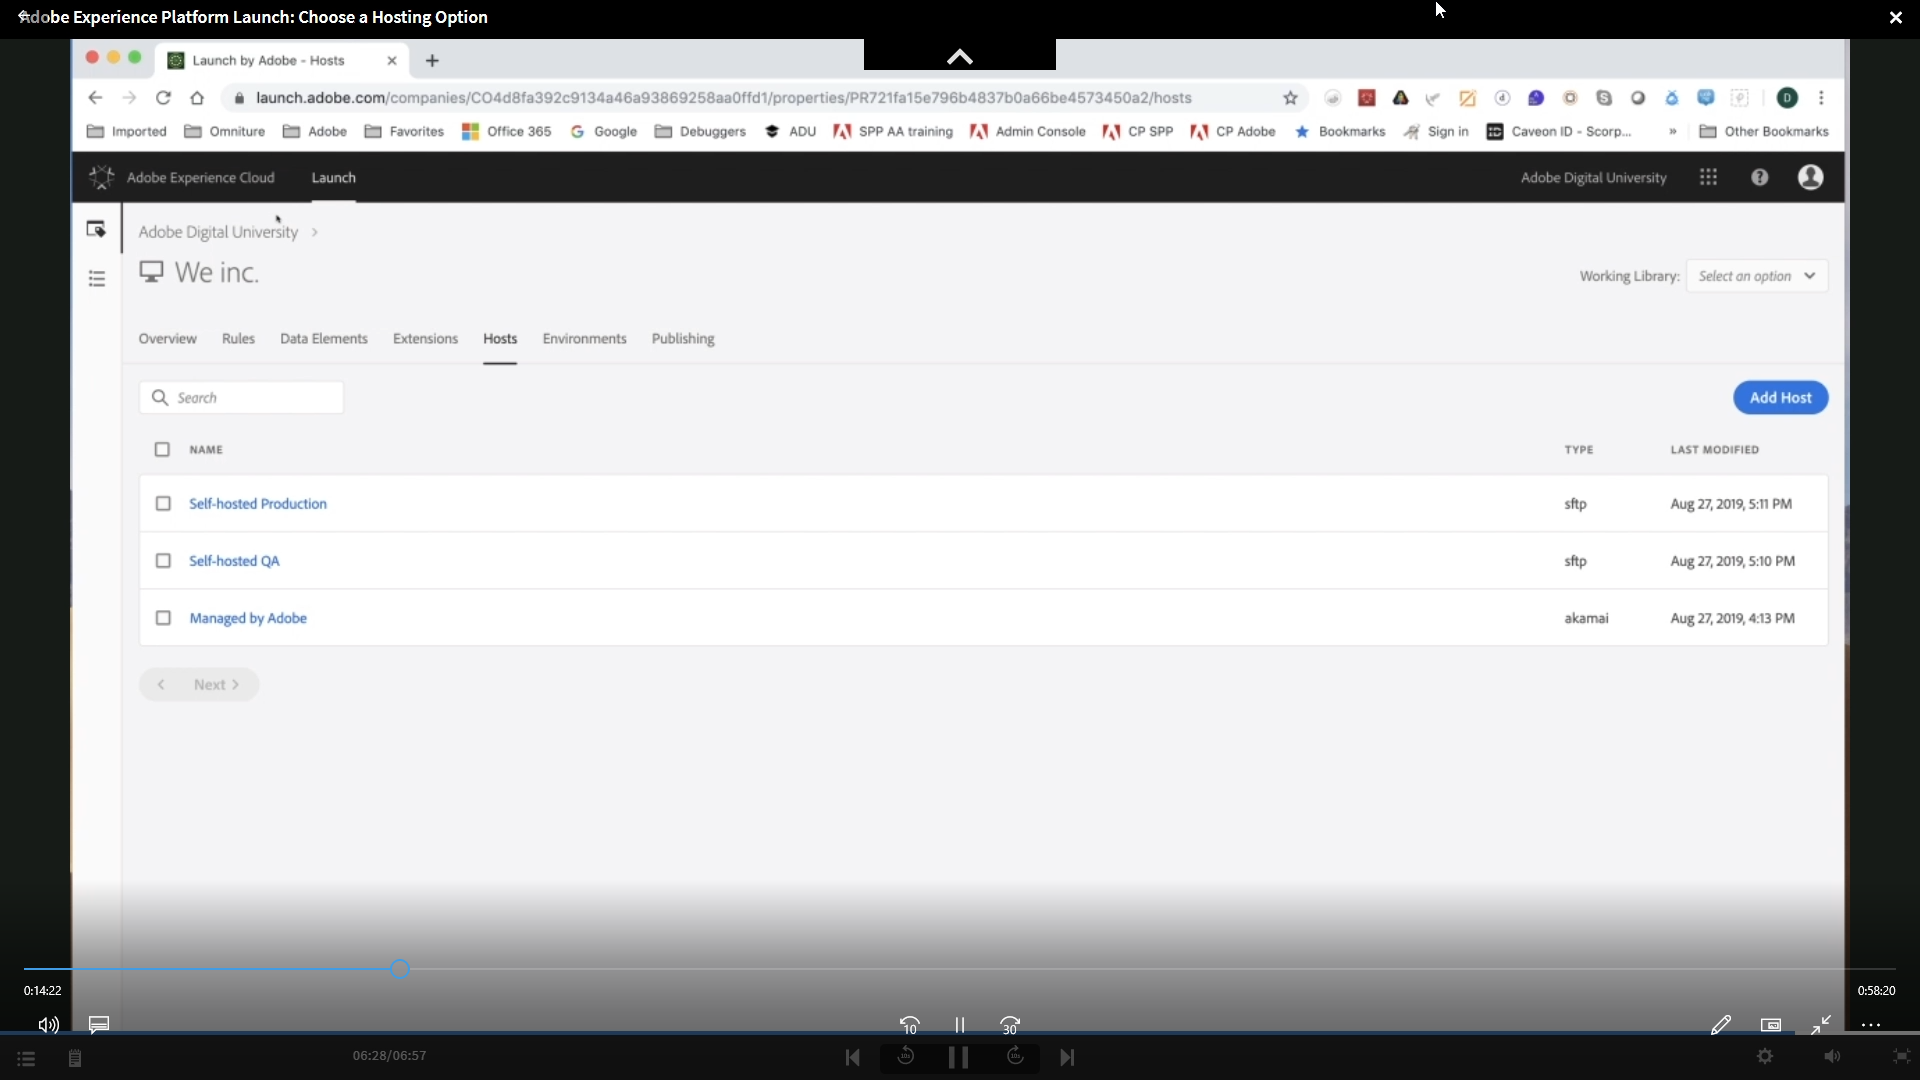 Adobe Experience Platform Launch: Choose a Hosting Option
Launch by Adobe - Hosts
launch.adobe.com/companies/CO4d8fa392c9134a46a93869258aa0ffd1/properties/PR721fa15e796b4837b0a66be4573450a2/hosts
D
Imported Omniture Adobe Favorites Office 365 Google Debuggers ADU SPP AA training Admin Console CP SPP CP Adobe Bookmarks Sign in Caveon ID - Scorp... » Other Bookmarks
Adobe Experience Cloud Launch Adobe Digital University
Adobe Digital University >
We inc.
Working Library: Select an option
Overview Rules Data Elements Extensions Hosts Environments Publishing
Search
Add Host
NAME TYPE LAST MODIFIED
Self-hosted Production sftp Aug 27, 2019, 5:11 PM
Self-hosted QA sftp Aug 27, 2019, 5:10 PM
Managed by Adobe akamai Aug 27, 2019, 4:13 PM
< Next >
0:14:22 0:58:20
10 30
06:28/06:57
10s 10s